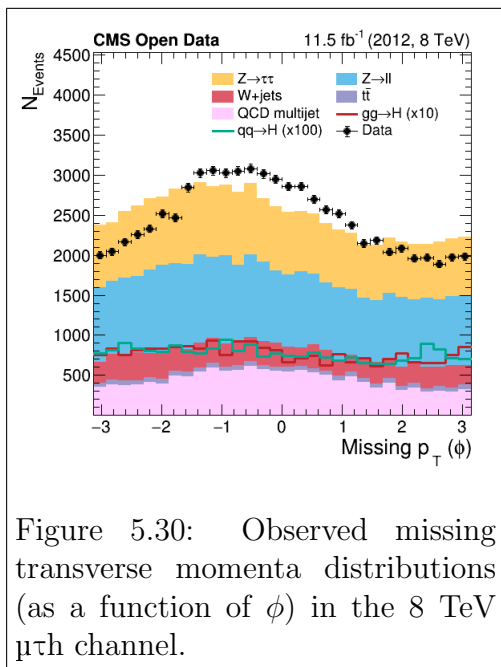 CMS Open Data 11.5 fb⁻¹ (2012, 8 TeV)
N_Events
4500
4000
3500
3000
2500
2000
1500
1000
500
Z→ττ Z→ll
W+jets tt̄
QCD multijet gg→H (x10)
qq→H (x100) Data
−3 −2 −1 0 1 2 3
Missing p_T (ϕ)
Figure 5.30: Observed missing
transverse momenta distributions
(as a function of ϕ) in the 8 TeV
μτh channel.